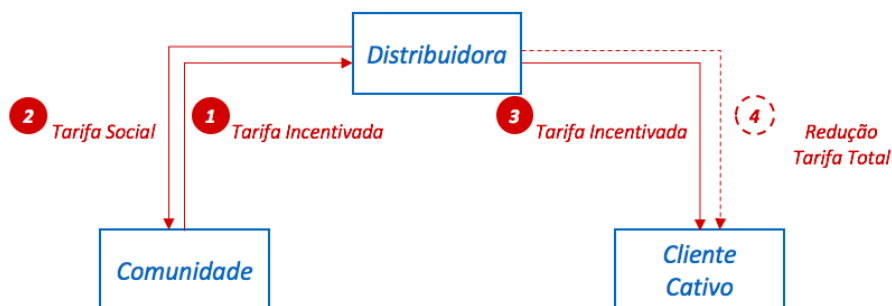 Distribuidora
2
Tarifa Social
1
Tarifa Incentivada
3
Tarifa Incentivada
4
Redução
Tarifa Total
Comunidade
Cliente
Cativo